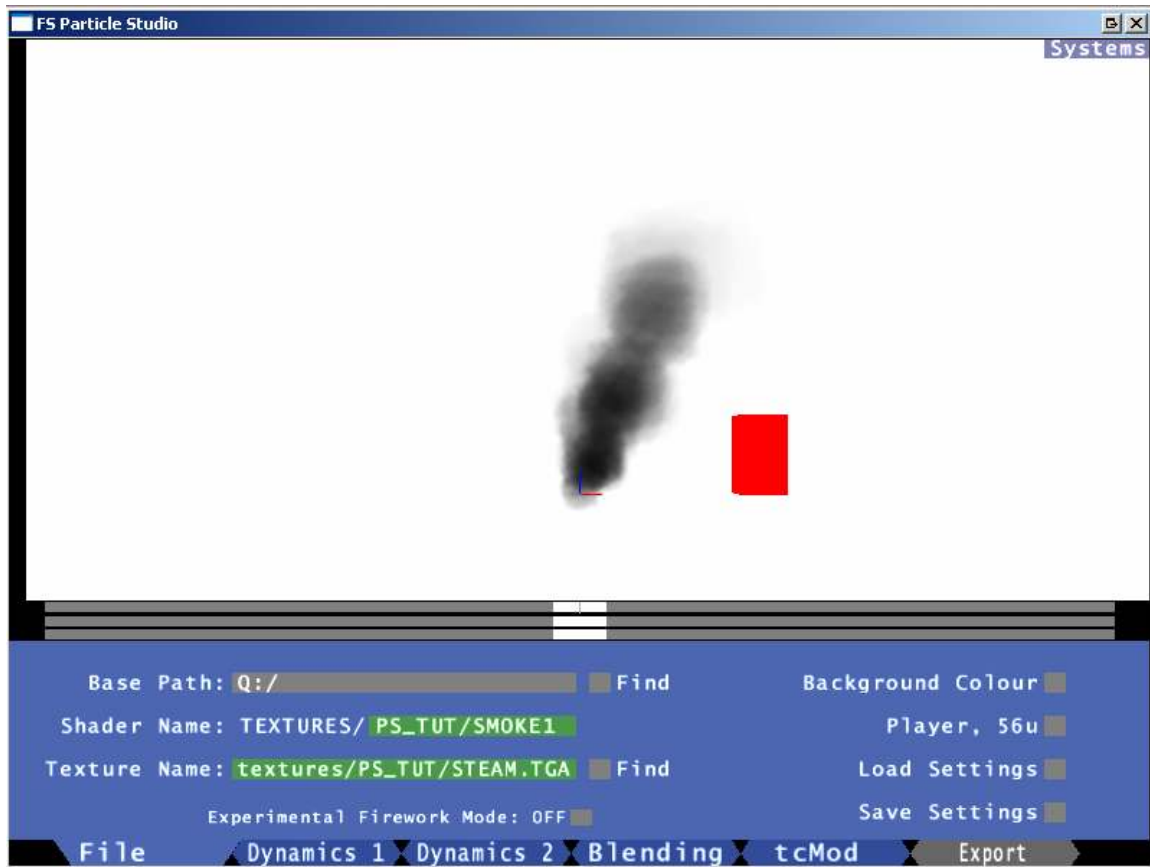 FS Particle Studio
Systems
Base Path: Q:/ Find Background Colour
Shader Name: TEXTURES/PS_TUT/SMOKE1 Player, 56u
Texture Name: textures/PS_TUT/STEAM.TGA Find Load Settings
Experimental Firework Mode: OFF Save Settings
File Dynamics 1 Dynamics 2 Blending tcMod Export